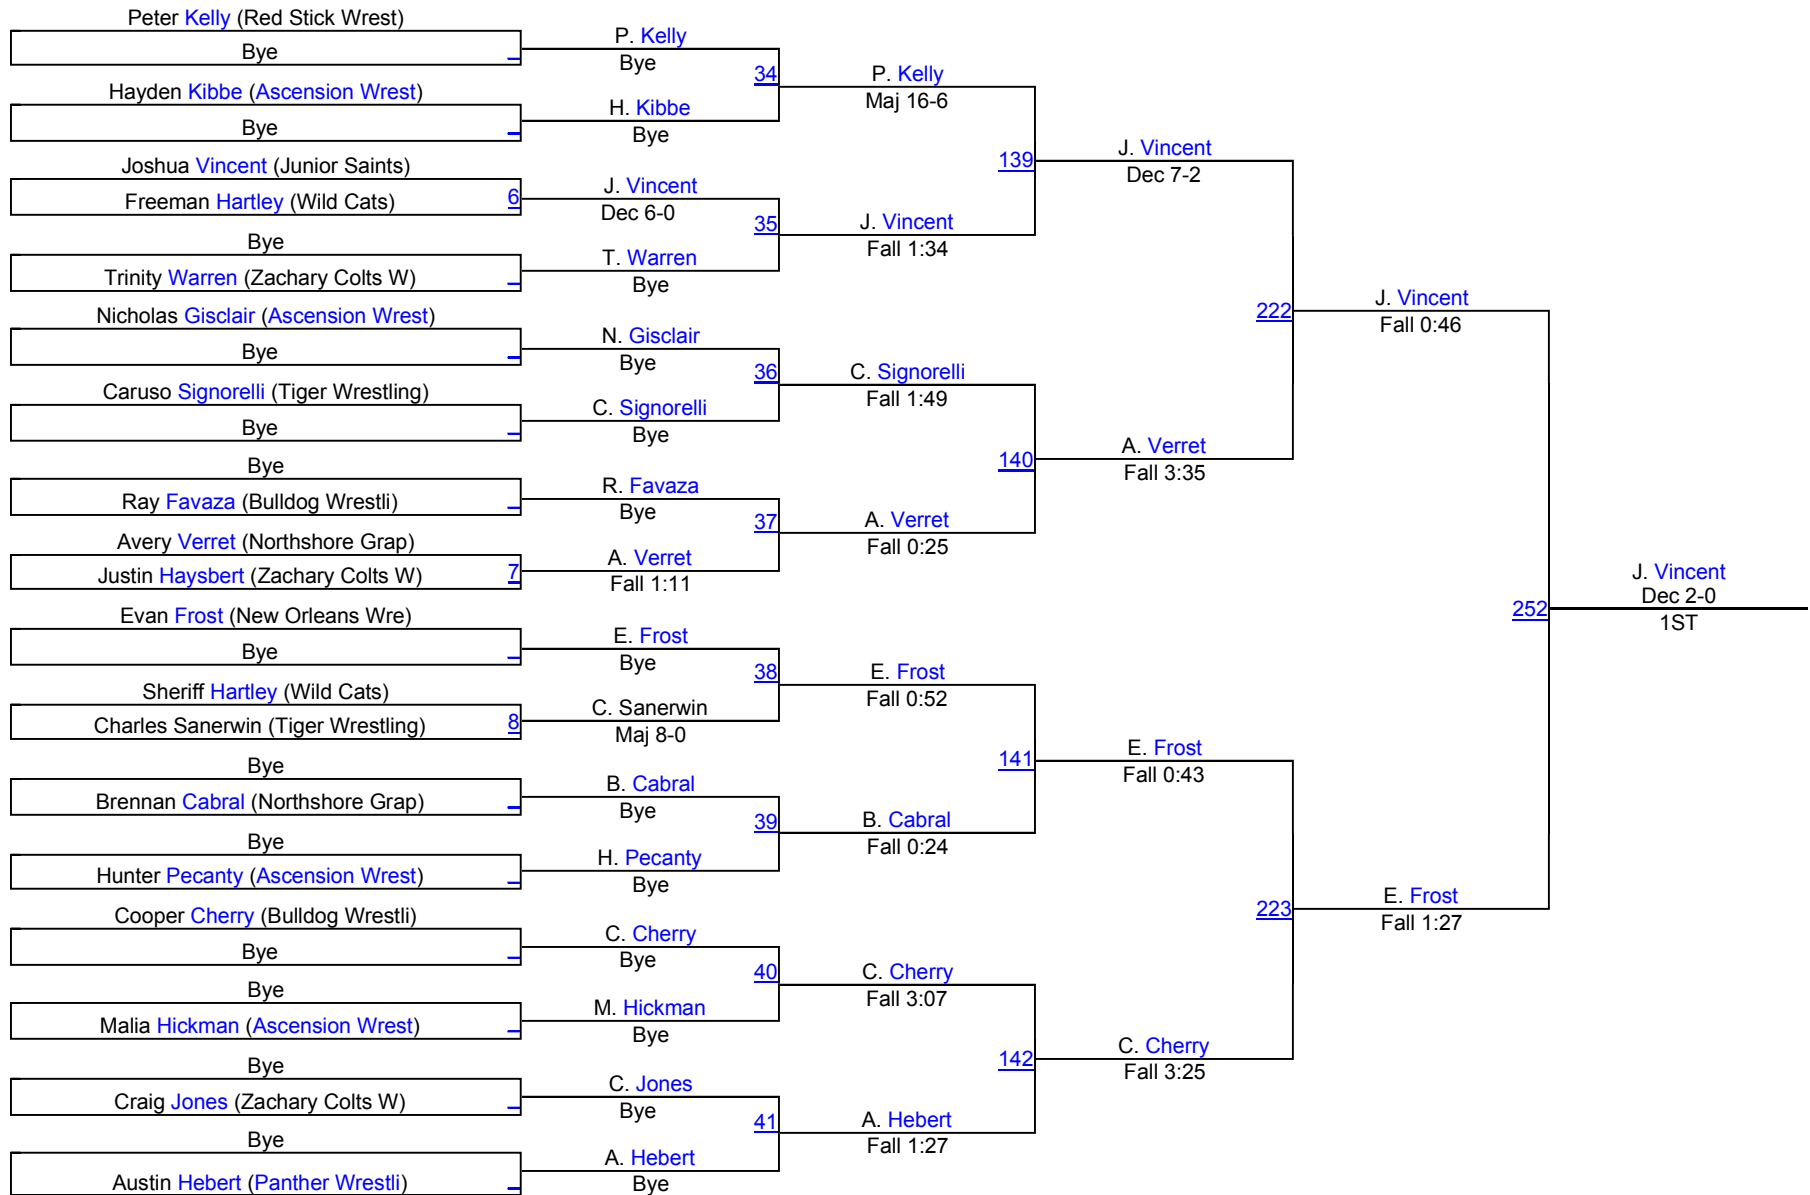 Peter Kelly (Red Stick Wrest)
Bye
Hayden Kibbe (Ascension Wrest)
Bye
Joshua Vincent (Junior Saints)
Freeman Hartley (Wild Cats) 6
Bye
Trinity Warren (Zachary Colts W)
Nicholas Gisclair (Ascension Wrest)
Bye
Caruso Signorelli (Tiger Wrestling)
Bye
Bye
Ray Favaza (Bulldog Wrestli)
Avery Verret (Northshore Grap)
Justin Haysbert (Zachary Colts W) 7
Evan Frost (New Orleans Wre)
Bye
Sheriff Hartley (Wild Cats)
Charles Sanerwin (Tiger Wrestling) 8
Bye
Brennan Cabral (Northshore Grap)
Bye
Hunter Pecanty (Ascension Wrest)
Cooper Cherry (Bulldog Wrestli)
Bye
Bye
Malia Hickman (Ascension Wrest)
Bye
Craig Jones (Zachary Colts W)
Bye
Austin Hebert (Panther Wrestli)
P. Kelly
Bye
34
H. Kibbe
Bye
J. Vincent
Dec 6-0
35
T. Warren
Bye
N. Gisclair
Bye
36
C. Signorelli
Bye
R. Favaza
Bye
37
A. Verret
Fall 1:11
E. Frost
Bye
38
C. Sanerwin
Maj 8-0
B. Cabral
Bye
39
H. Pecanty
Bye
C. Cherry
Bye
40
M. Hickman
Bye
C. Jones
Bye
41
A. Hebert
Bye
P. Kelly
Maj 16-6
139
J. Vincent
Fall 1:34
C. Signorelli
Fall 1:49
140
A. Verret
Fall 0:25
E. Frost
Fall 0:52
141
B. Cabral
Fall 0:24
C. Cherry
Fall 3:07
142
A. Hebert
Fall 1:27
J. Vincent
Dec 7-2
222
A. Verret
Fall 3:35
E. Frost
Fall 0:43
223
C. Cherry
Fall 3:25
J. Vincent
Fall 0:46
252
E. Frost
Fall 1:27
J. Vincent
Dec 2-0
1ST